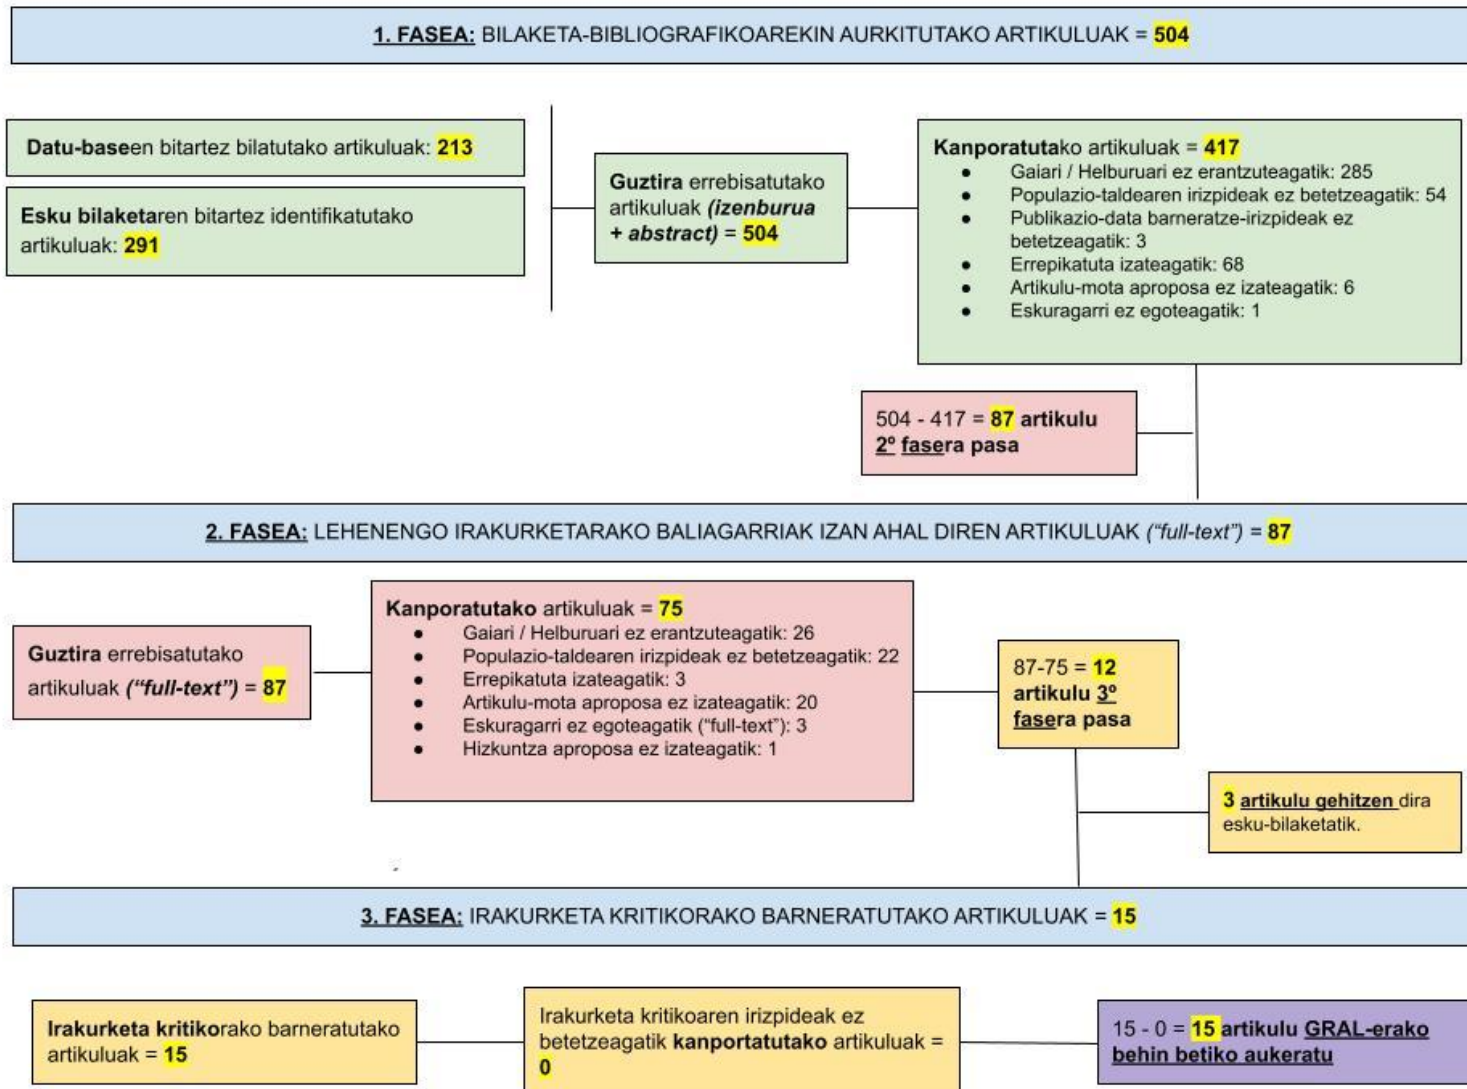 1. FASEA: BILAKETA-BIBLIOGRAFIKOAREKIN AURKITUTAKO ARTIKULUAK = 504
Datu-baseen bitartez bilatutako artikuluak: 213
Esku bilaketaren bitartez identifikatutako
artikuluak: 291
Guztira errebisatutako
artikuluak (izenburua
+ abstract) = 504
Kanporatutako artikuluak = 417
● Gaiari / Helburuari ez erantzuteagatik: 285
● Populazio-taldearen irizpideak ez betetzeagatik: 54
● Publikazio-data barneratze-irizpideak ez
betetzeagatik: 3
● Errepikatuta izateagatik: 68
● Artikulu-mota aproposa ez izateagatik: 6
● Eskuragarri ez egoteagatik: 1
504 - 417 = 87 artikulu
2º fasera pasa
2. FASEA: LEHENENGO IRAKURKETARAKO BALIAGARRIAK IZAN AHAL DIREN ARTIKULUAK (“full-text”) = 87
Guztira errebisatutako
artikuluak (“full-text”) = 87
Kanporatutako artikuluak = 75
● Gaiari / Helburuari ez erantzuteagatik: 26
● Populazio-taldearen irizpideak ez betetzeagatik: 22
● Errepikatuta izateagatik: 3
● Artikulu-mota aproposa ez izateagatik: 20
● Eskuragarri ez egoteagatik (“full-text”): 3
● Hizkuntza aproposa ez izateagatik: 1
87-75 = 12
artikulu 3º
fasera pasa
3 artikulu gehitzen dira
esku-bilaketatik.
3. FASEA: IRAKURKETA KRITIKORAKO BARNERATUTAKO ARTIKULUAK = 15
Irakurketa kritikorako barneratutako
artikuluak = 15
Irakurketa kritikoaren irizpideak ez
betetzeagatik kanportatutako artikuluak =
0
15 - 0 = 15 artikulu GRAL-erako
behin betiko aukeratu